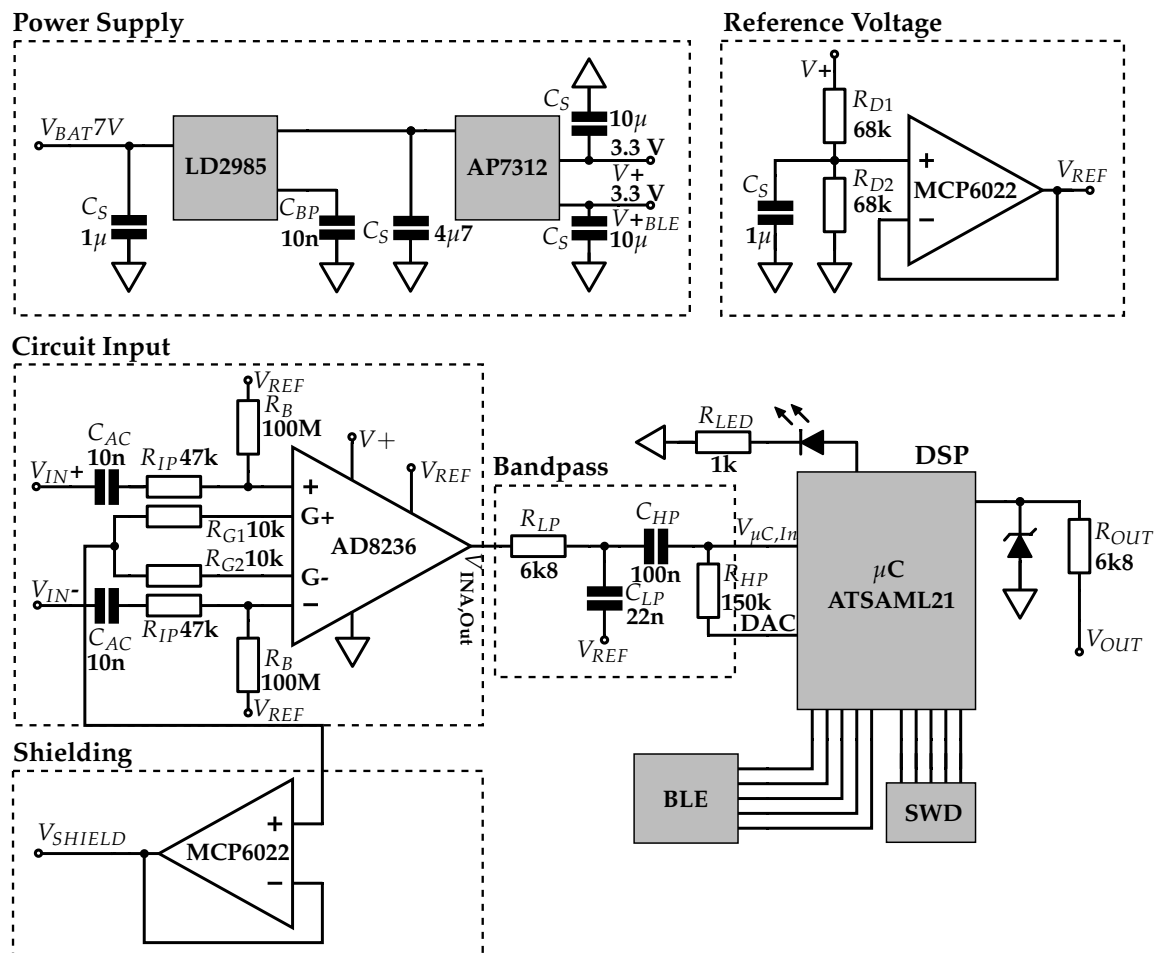 Power Supply
V_BAT 7V
C_S
1μ
LD2985
C_BP
10n
C_S
4μ7
AP7312
C_S
10μ
3.3 V
V+
3.3 V
V+_BLE
C_S
10μ
Reference Voltage
V+
R_D1
68k
C_S
1μ
R_D2
68k
+
MCP6022
−
V_REF
Circuit Input
V_REF
R_B
100M
C_AC
10n
R_IP 47k
V_IN+
V+
V_REF
+
G+
R_G1 10k
AD8236
R_G2 10k
G-
−
V_IN-
C_AC
10n
R_IP 47k
R_B
100M
V_REF
V_INA,Out
Bandpass
R_LP
6k8
C_HP
100n
C_LP
22n
V_REF
R_HP
150k
V_μC,In
DAC
R_LED
1k
DSP
μC
ATSAML21
R_OUT
6k8
V_OUT
BLE
SWD
Shielding
V_SHIELD
+
MCP6022
−